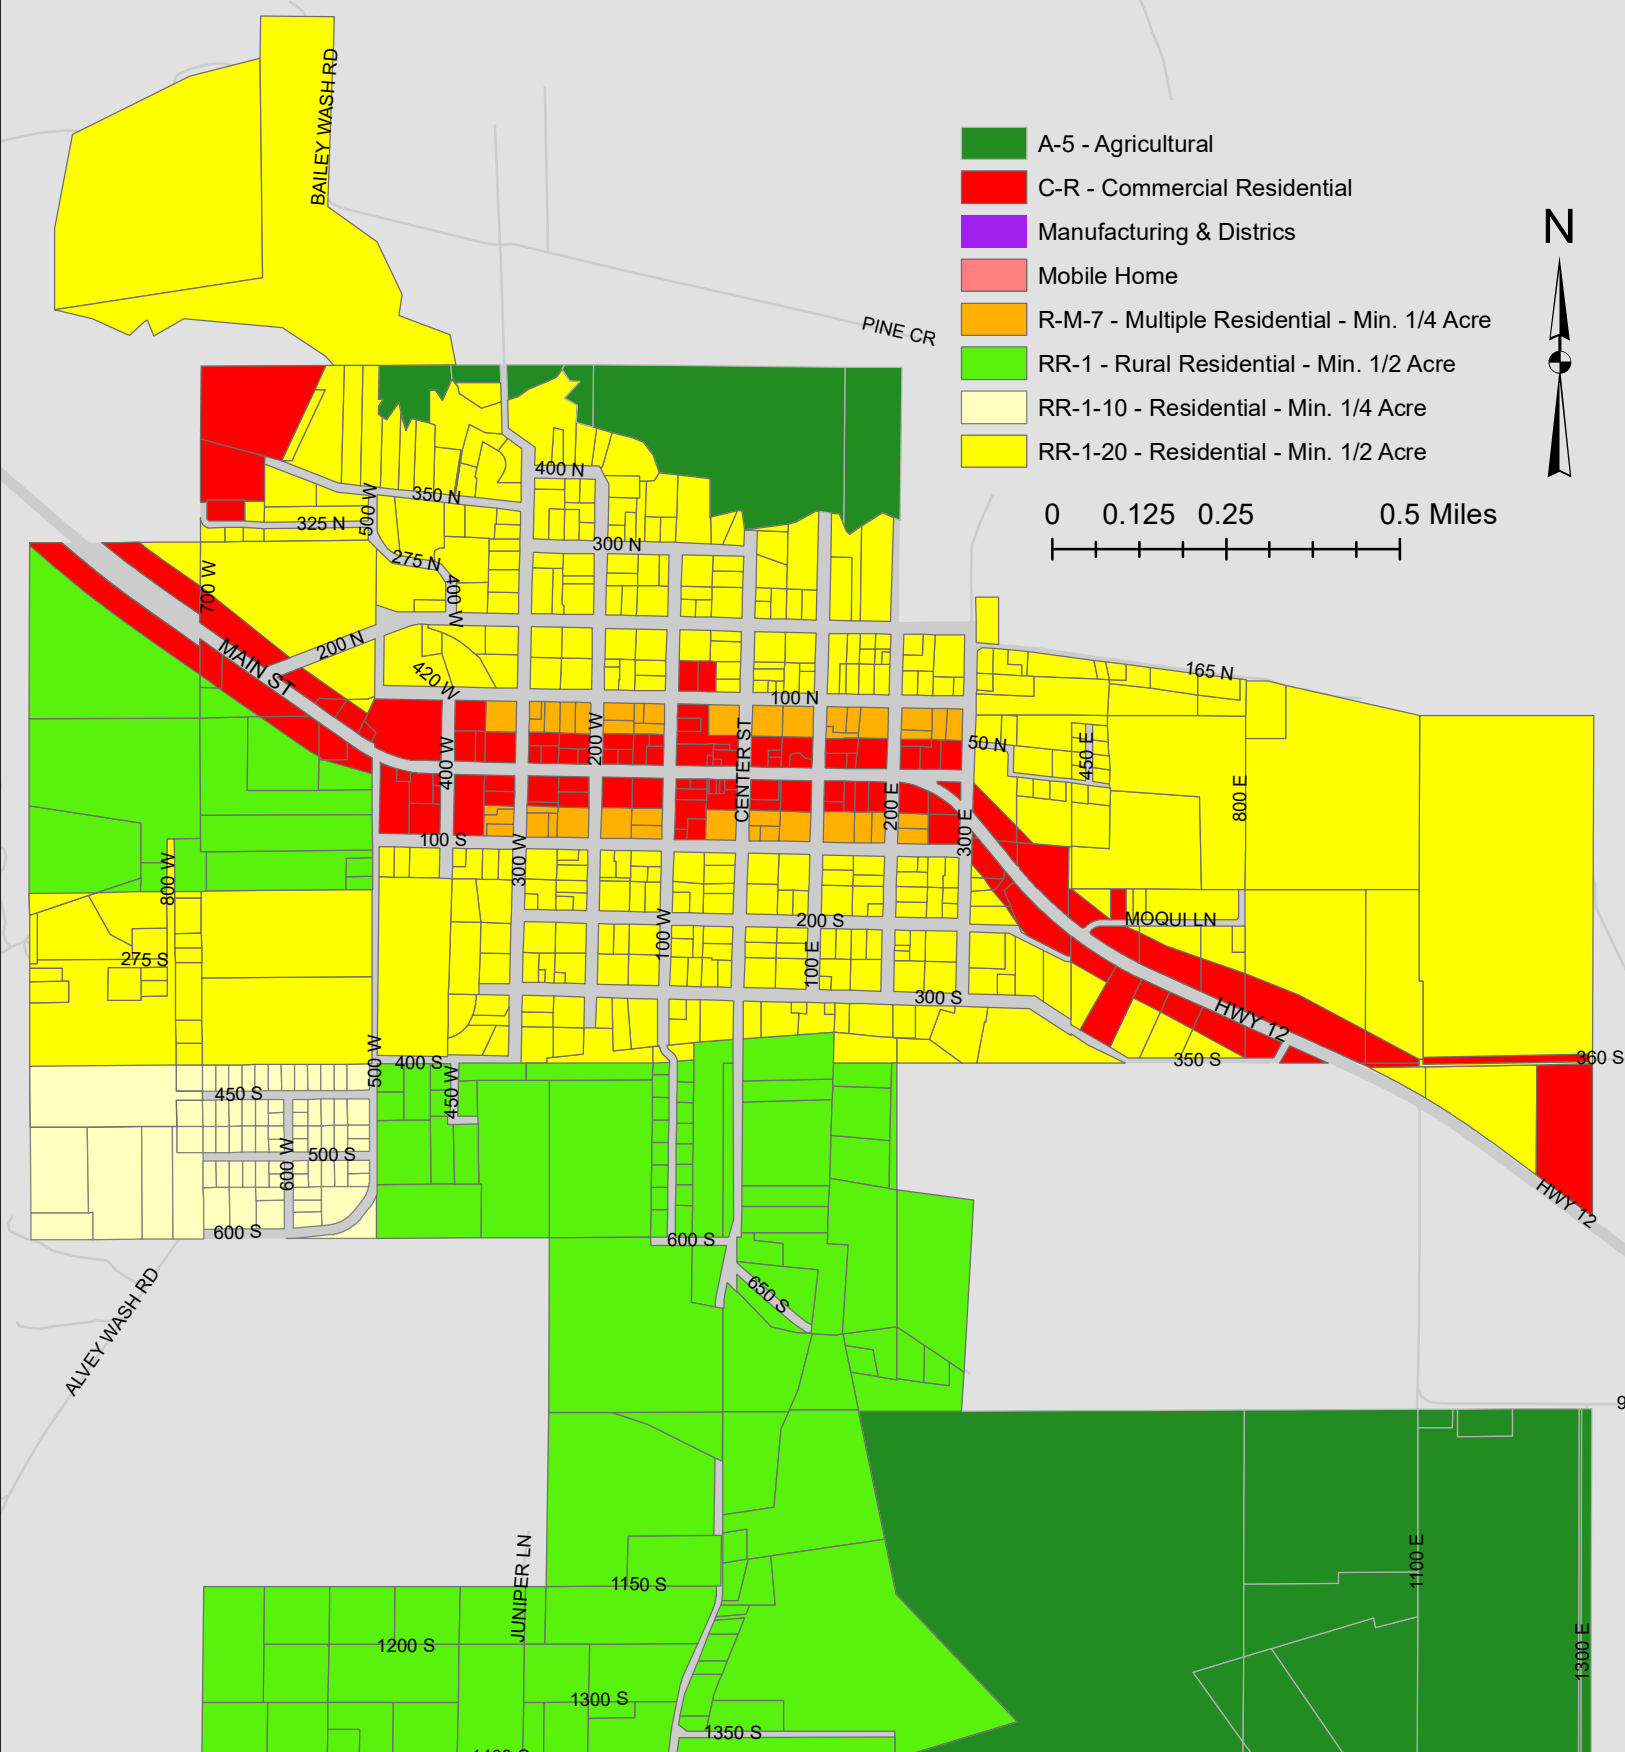 BAILEY WASH RD
A-5 - Agricultural
C-R - Commercial Residential
Manufacturing & Districs
Mobile Home
R-M-7 - Multiple Residential - Min. 1/4 Acre
RR-1 - Rural Residential - Min. 1/2 Acre
RR-1-10 - Residential - Min. 1/4 Acre
RR-1-20 - Residential - Min. 1/2 Acre
N
0 0.125 0.25 0.5 Miles
PINE CR
400 N
350 N
500 W
325 N
300 N
275 N
400 W
700 W
200 N
MAIN ST
420 W
165 N
100 N
200 W
CENTER ST
50 N
450 E
400 W
800 E
200 E
300 E
100 S
300 W
800 W
200 S
MOQUI LN
100 W
100 E
275 S
300 S
HWY 12
500 W
400 S
350 S
360 S
450 W
450 S
600 W
500 S
600 S
600 S
HWY 12
650 S
ALVEY WASH RD
9
JUNIPER LN
1150 S
1100 E
1200 S
1300 E
1300 S
1350 S